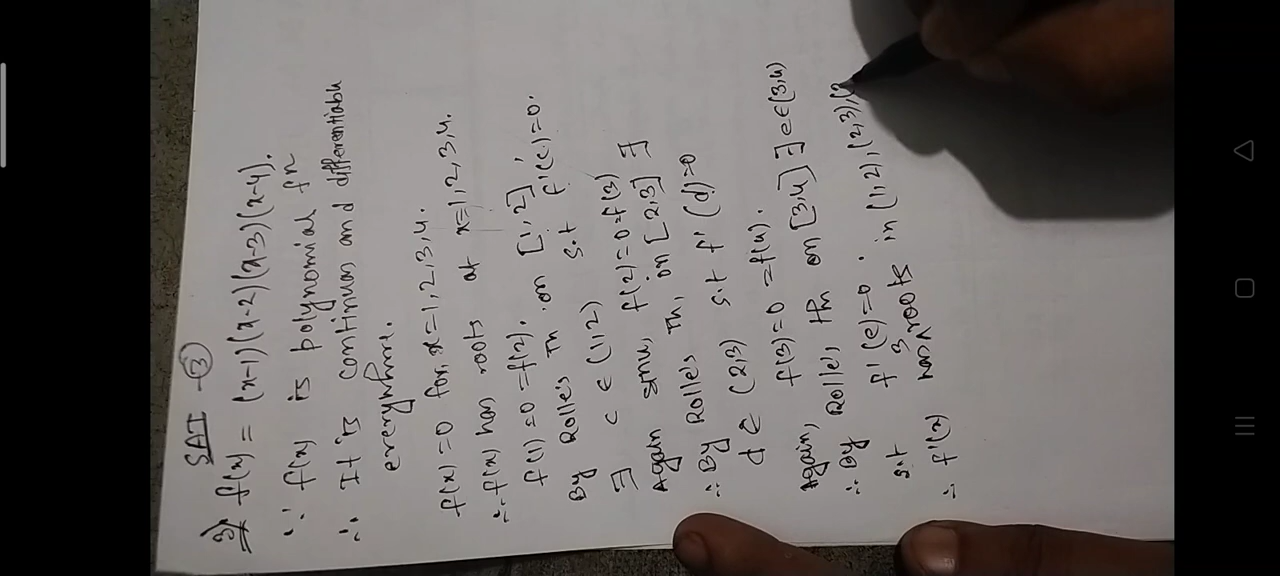 SAT - ③
3) f(x) = (x-1)(x-2)(x-3)(x-4).
∵ f(x) is polynomial fn
∴ It is continuous and differentiable
everywhere.
f(x) = 0 for x = 1, 2, 3, 4.
∴ f(x) has roots at x = 1, 2, 3, 4.
f(1) = 0 = f(2).
By Rolle's Th. on [1, 2]
∃ c ∈ (1, 2) s.t f'(c) = 0.
Again f(2) = 0 = f(3)
∴ By Rolle's Th, on [2, 3] ∃
d ∈ (2,3) s.t f'(d) = 0
Again, f(3) = 0 = f(4).
∴ By Rolle's th on [3,4] ∃ e ∈ (3,4)
s.t f'(e) = 0.
∴ f'(x) has 3 roots in (1, 2), (2, 3), (3